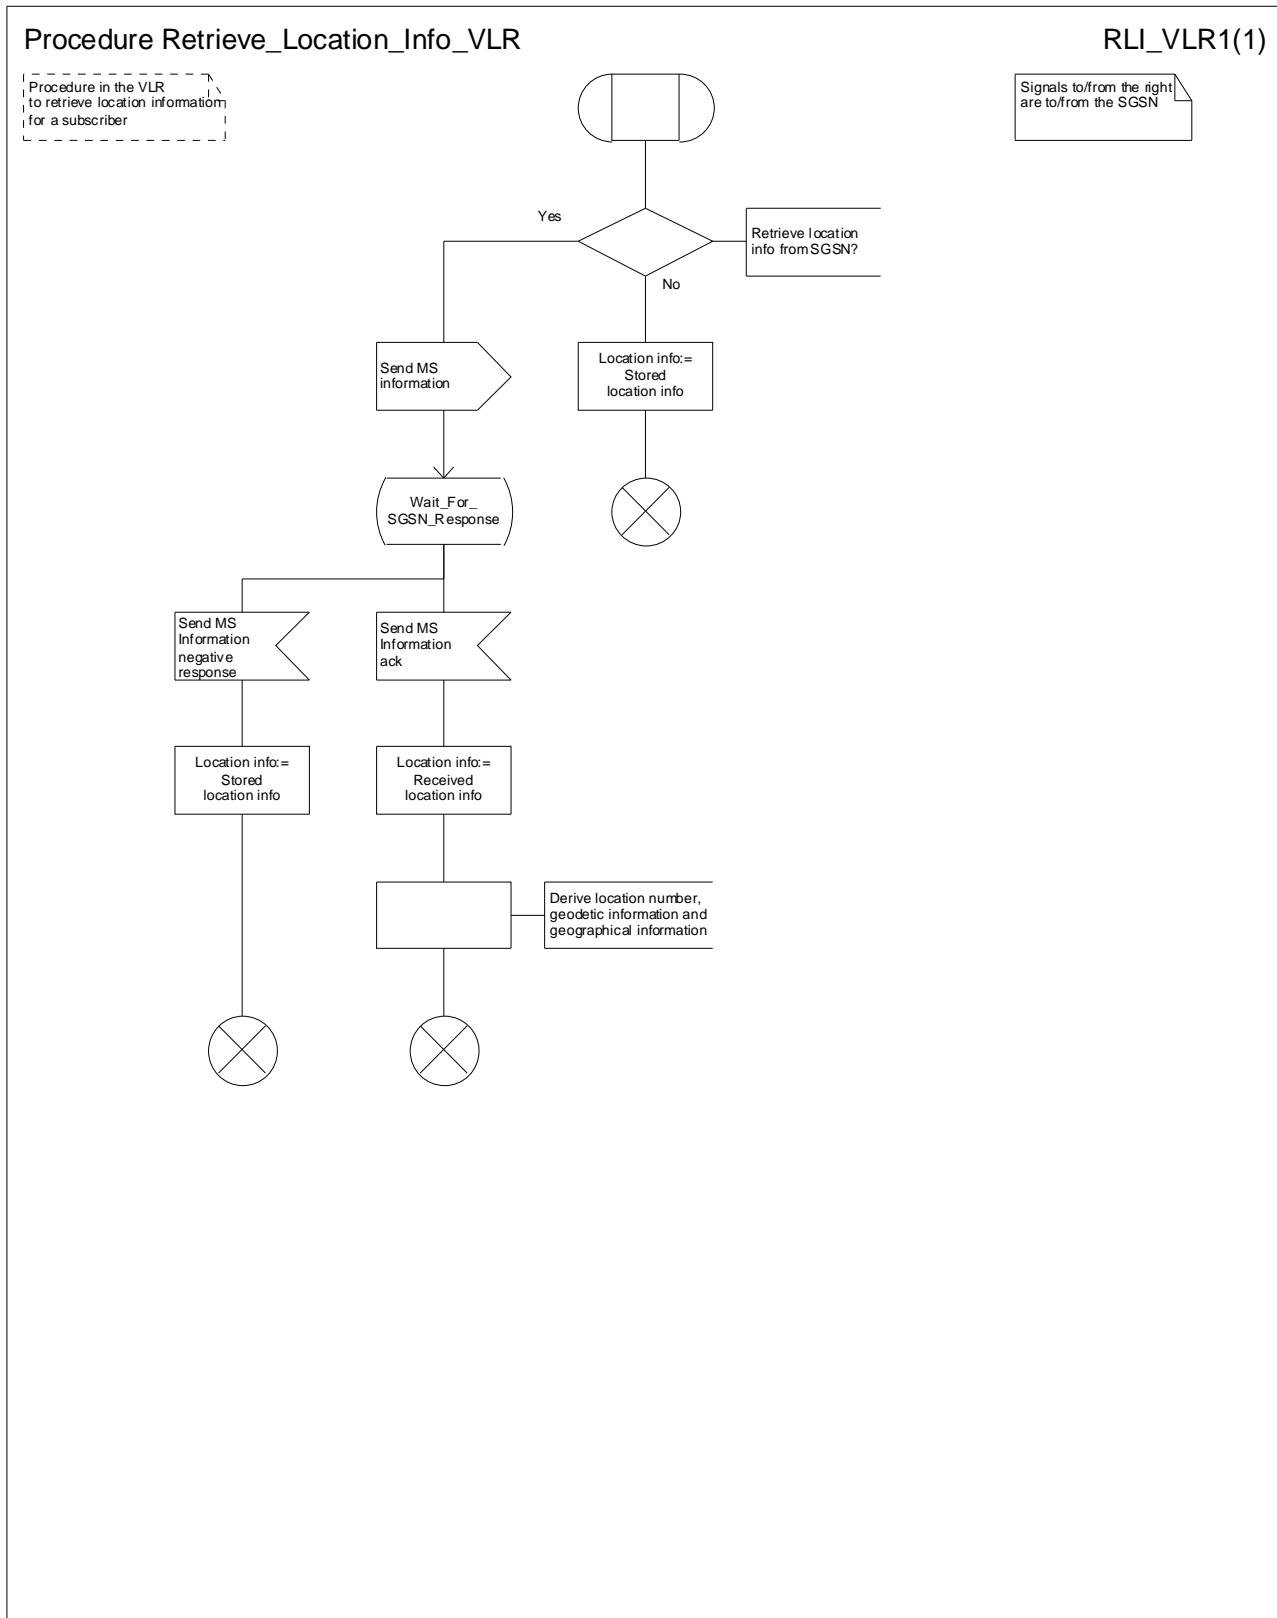 Procedure Retrieve_Location_Info_VLR
RLI_VLR1(1)
Procedure in the VLR
to retrieve location information
for a subscriber
Signals to/from the right
are to/from the SGSN
Yes
Retrieve location
info from SGSN?
No
Send MS
information
Location info:=
Stored
location info
Wait_For_
SGSN_Response
Send MS
Information
negative
response
Send MS
Information
ack
Location info:=
Stored
location info
Location info:=
Received
location info
Derive location number,
geodetic information and
geographical information